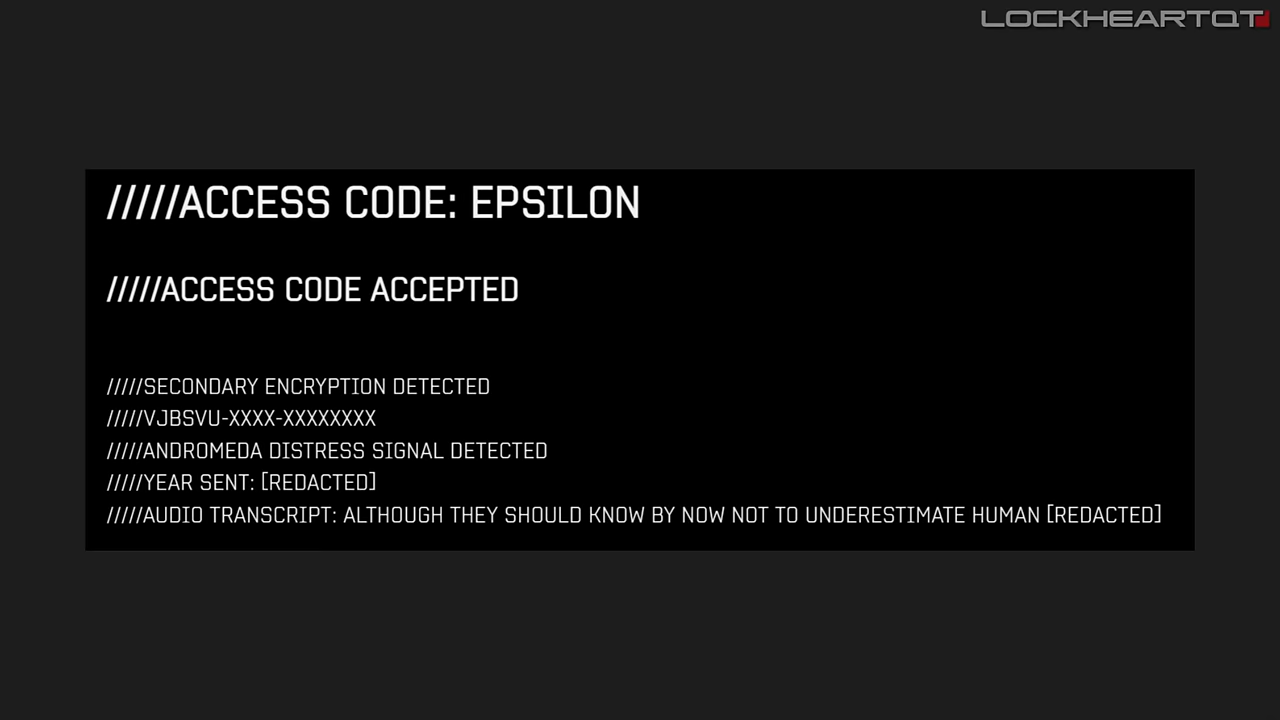 LOCKHEARTQT
/////ACCESS CODE: EPSILON
/////ACCESS CODE ACCEPTED
/////SECONDARY ENCRYPTION DETECTED
/////VJBSVU-XXXX-XXXXXXXX
/////ANDROMEDA DISTRESS SIGNAL DETECTED
/////YEAR SENT: [REDACTED]
/////AUDIO TRANSCRIPT: ALTHOUGH THEY SHOULD KNOW BY NOW NOT TO UNDERESTIMATE HUMAN [REDACTED]